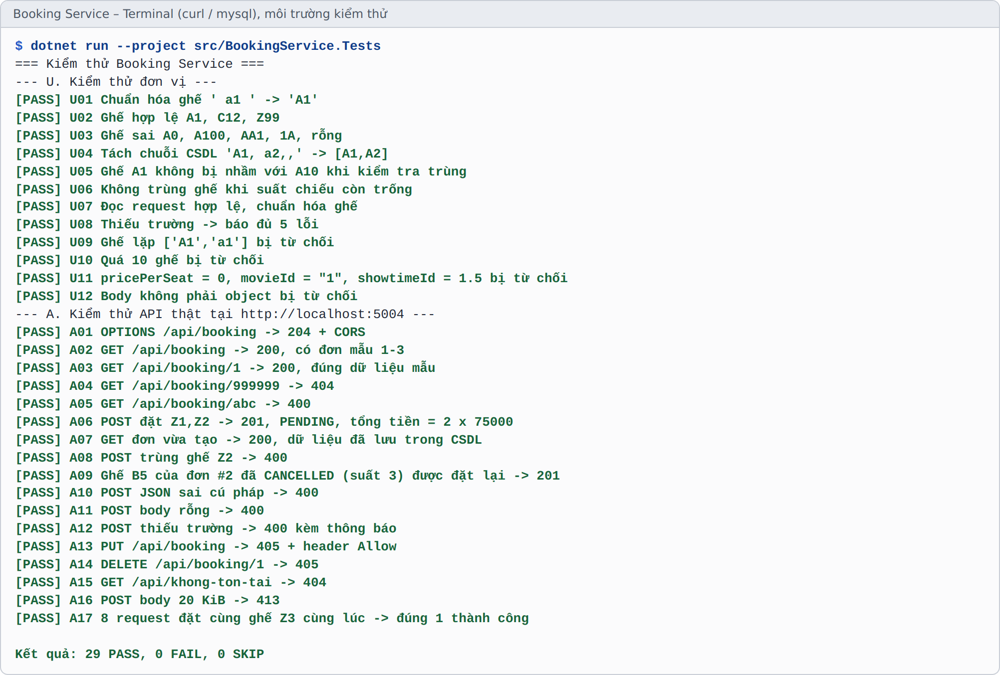 Booking Service – Terminal (curl / mysql), môi trường kiểm thử
$ dotnet run --project src/BookingService.Tests
=== Kiểm thử Booking Service ===
--- U. Kiểm thử đơn vị ---
[PASS] U01 Chuẩn hóa ghế ' a1 ' -> 'A1'
[PASS] U02 Ghế hợp lệ A1, C12, Z99
[PASS] U03 Ghế sai A0, A100, AA1, 1A, rỗng
[PASS] U04 Tách chuỗi CSDL 'A1, a2,,' -> [A1,A2]
[PASS] U05 Ghế A1 không bị nhầm với A10 khi kiểm tra trùng
[PASS] U06 Không trùng ghế khi suất chiếu còn trống
[PASS] U07 Đọc request hợp lệ, chuẩn hóa ghế
[PASS] U08 Thiếu trường -> báo đủ 5 lỗi
[PASS] U09 Ghế lặp ['A1','a1'] bị từ chối
[PASS] U10 Quá 10 ghế bị từ chối
[PASS] U11 pricePerSeat = 0, movieId = "1", showtimeId = 1.5 bị từ chối
[PASS] U12 Body không phải object bị từ chối
--- A. Kiểm thử API thật tại http://localhost:5004 ---
[PASS] A01 OPTIONS /api/booking -> 204 + CORS
[PASS] A02 GET /api/booking -> 200, có đơn mẫu 1-3
[PASS] A03 GET /api/booking/1 -> 200, đúng dữ liệu mẫu
[PASS] A04 GET /api/booking/999999 -> 404
[PASS] A05 GET /api/booking/abc -> 400
[PASS] A06 POST đặt Z1,Z2 -> 201, PENDING, tổng tiền = 2 x 75000
[PASS] A07 GET đơn vừa tạo -> 200, dữ liệu đã lưu trong CSDL
[PASS] A08 POST trùng ghế Z2 -> 400
[PASS] A09 Ghế B5 của đơn #2 đã CANCELLED (suất 3) được đặt lại -> 201
[PASS] A10 POST JSON sai cú pháp -> 400
[PASS] A11 POST body rỗng -> 400
[PASS] A12 POST thiếu trường -> 400 kèm thông báo
[PASS] A13 PUT /api/booking -> 405 + header Allow
[PASS] A14 DELETE /api/booking/1 -> 405
[PASS] A15 GET /api/khong-ton-tai -> 404
[PASS] A16 POST body 20 KiB -> 413
[PASS] A17 8 request đặt cùng ghế Z3 cùng lúc -> đúng 1 thành công
Kết quả: 29 PASS, 0 FAIL, 0 SKIP